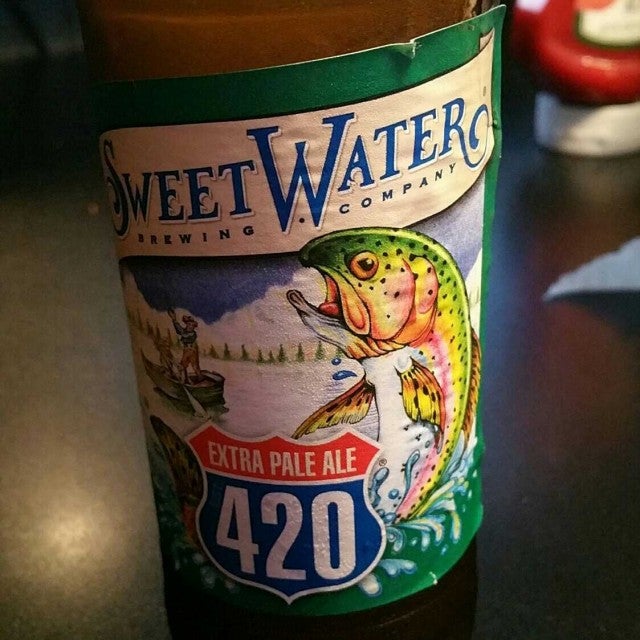 SWEETWATER
BREWING COMPANY
EXTRA PALE ALE
420